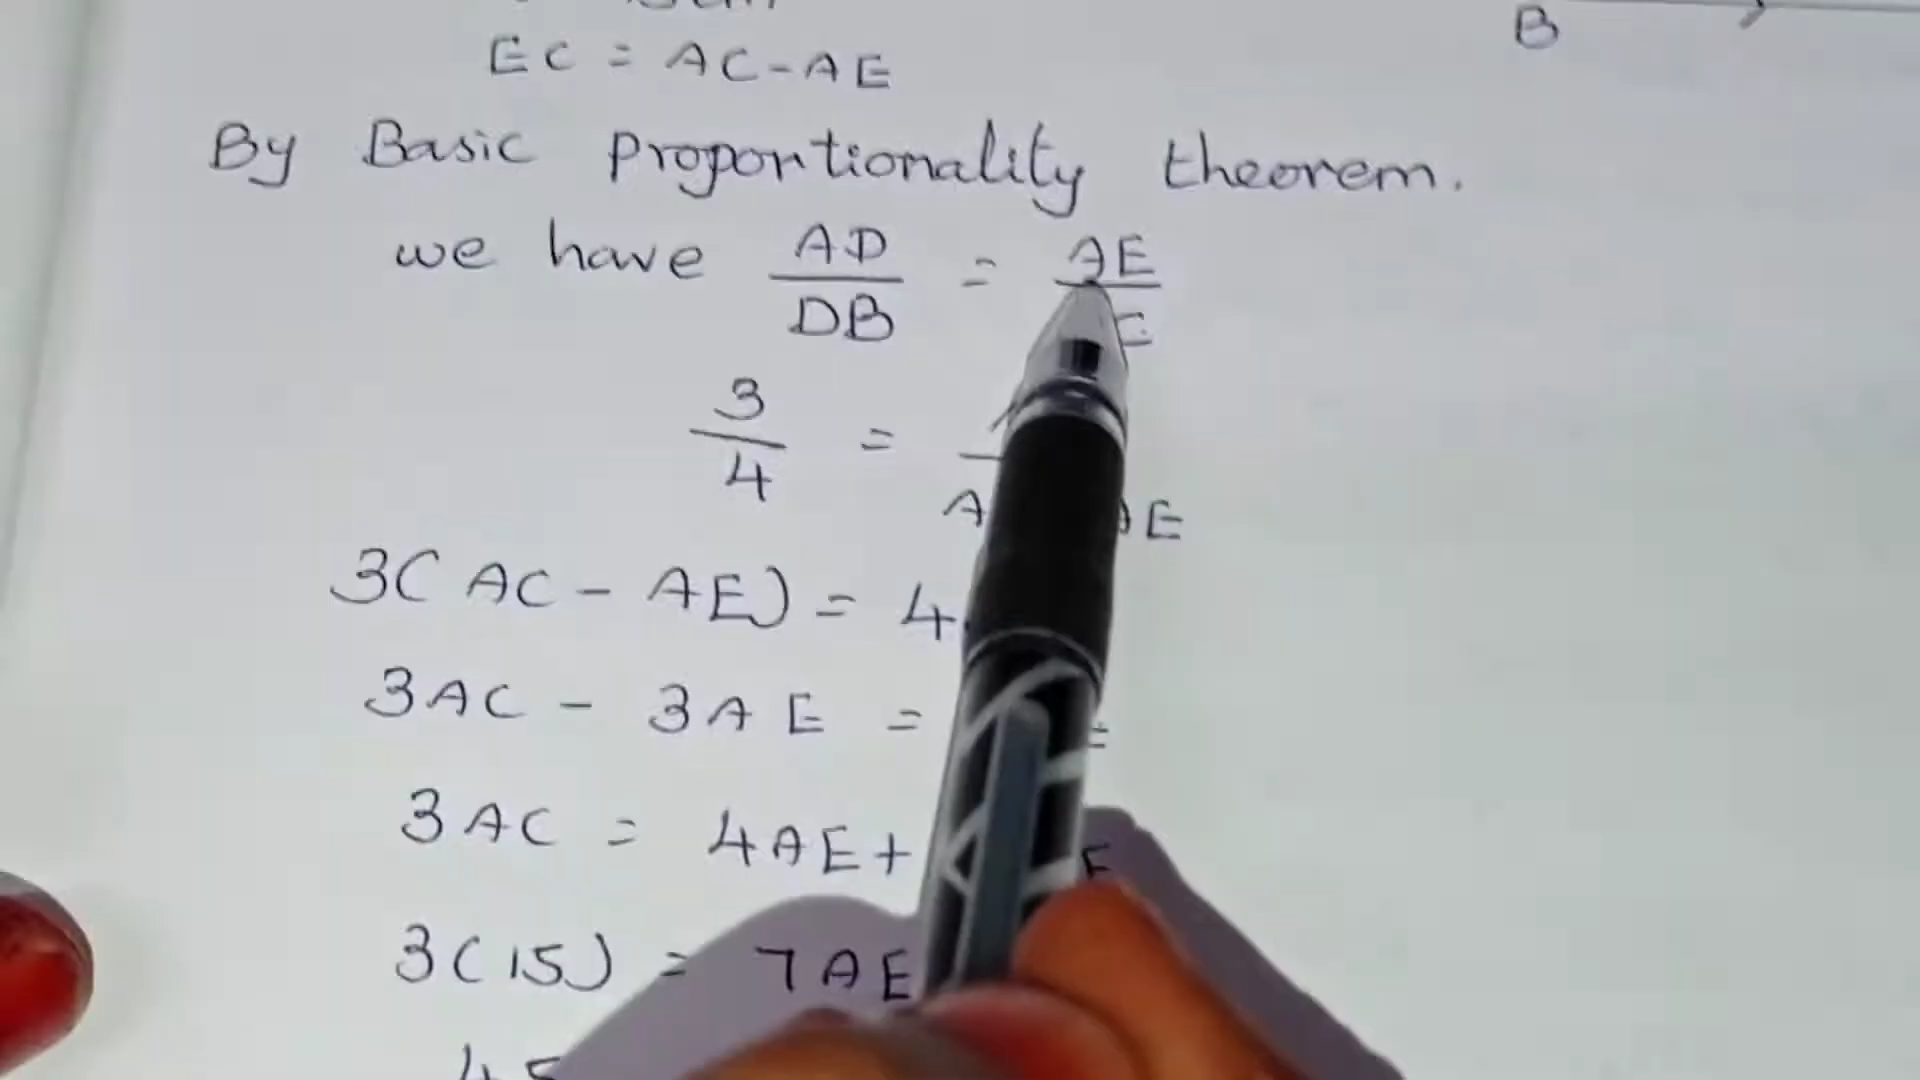 B
EC = AC-AE
By Basic proportionality theorem.
we have AD/DB = AE/
3/4 =
3(AC - AE) = 4
3AC - 3AE =
3AC = 4AE+
3(15) = 7AE
45